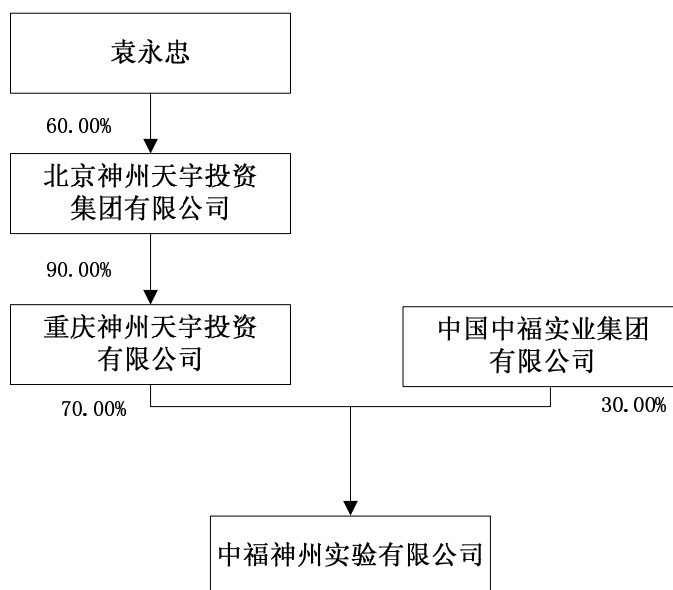 袁永忠
60.00%
北京神州天宇投资
集团有限公司
90.00%
重庆神州天宇投资
有限公司
中国中福实业集团
有限公司
70.00%
30.00%
中福神州实验有限公司